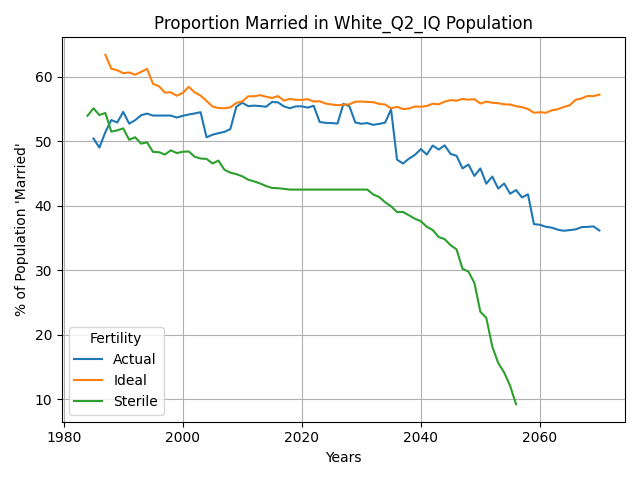 Proportion Married in White_Q2_IQ Population
% of Population 'Married'
60
50
40
30
20
10
Fertility
Actual
Ideal
Sterile
1980
2000
2020
2040
2060
Years